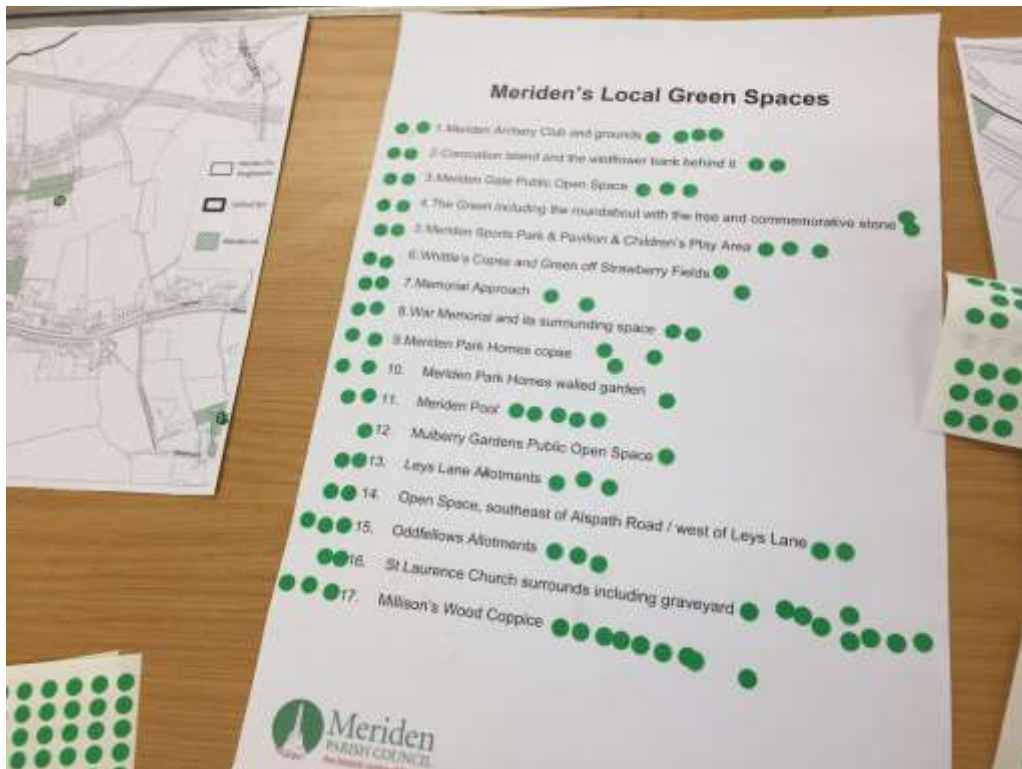 Meriden's Local Green Spaces
1.Meriden Archery Club and grounds
2.Coronation Island and the wildflower bank behind it
3.Meriden Gate Public Open Space
4.The Green including the roundabout with the tree and commemorative stone
5.Meriden Sports Park & Pavilion & Children's Play Area
6.Whittle's Copse and Green off Strawberry Fields
7.Memorial Approach
8.War Memorial and its surrounding space
9.Meriden Park Homes copse
10. Meriden Park Homes walled garden
11. Meriden Pool
12. Mulberry Gardens Public Open Space
13. Leys Lane Allotments
14. Open Space, southeast of Alspath Road / west of Leys Lane
15. Oddfellows Allotments
16. St Laurence Church surrounds including graveyard
17. Millison's Wood Coppice
Meriden
PARISH COUNCIL